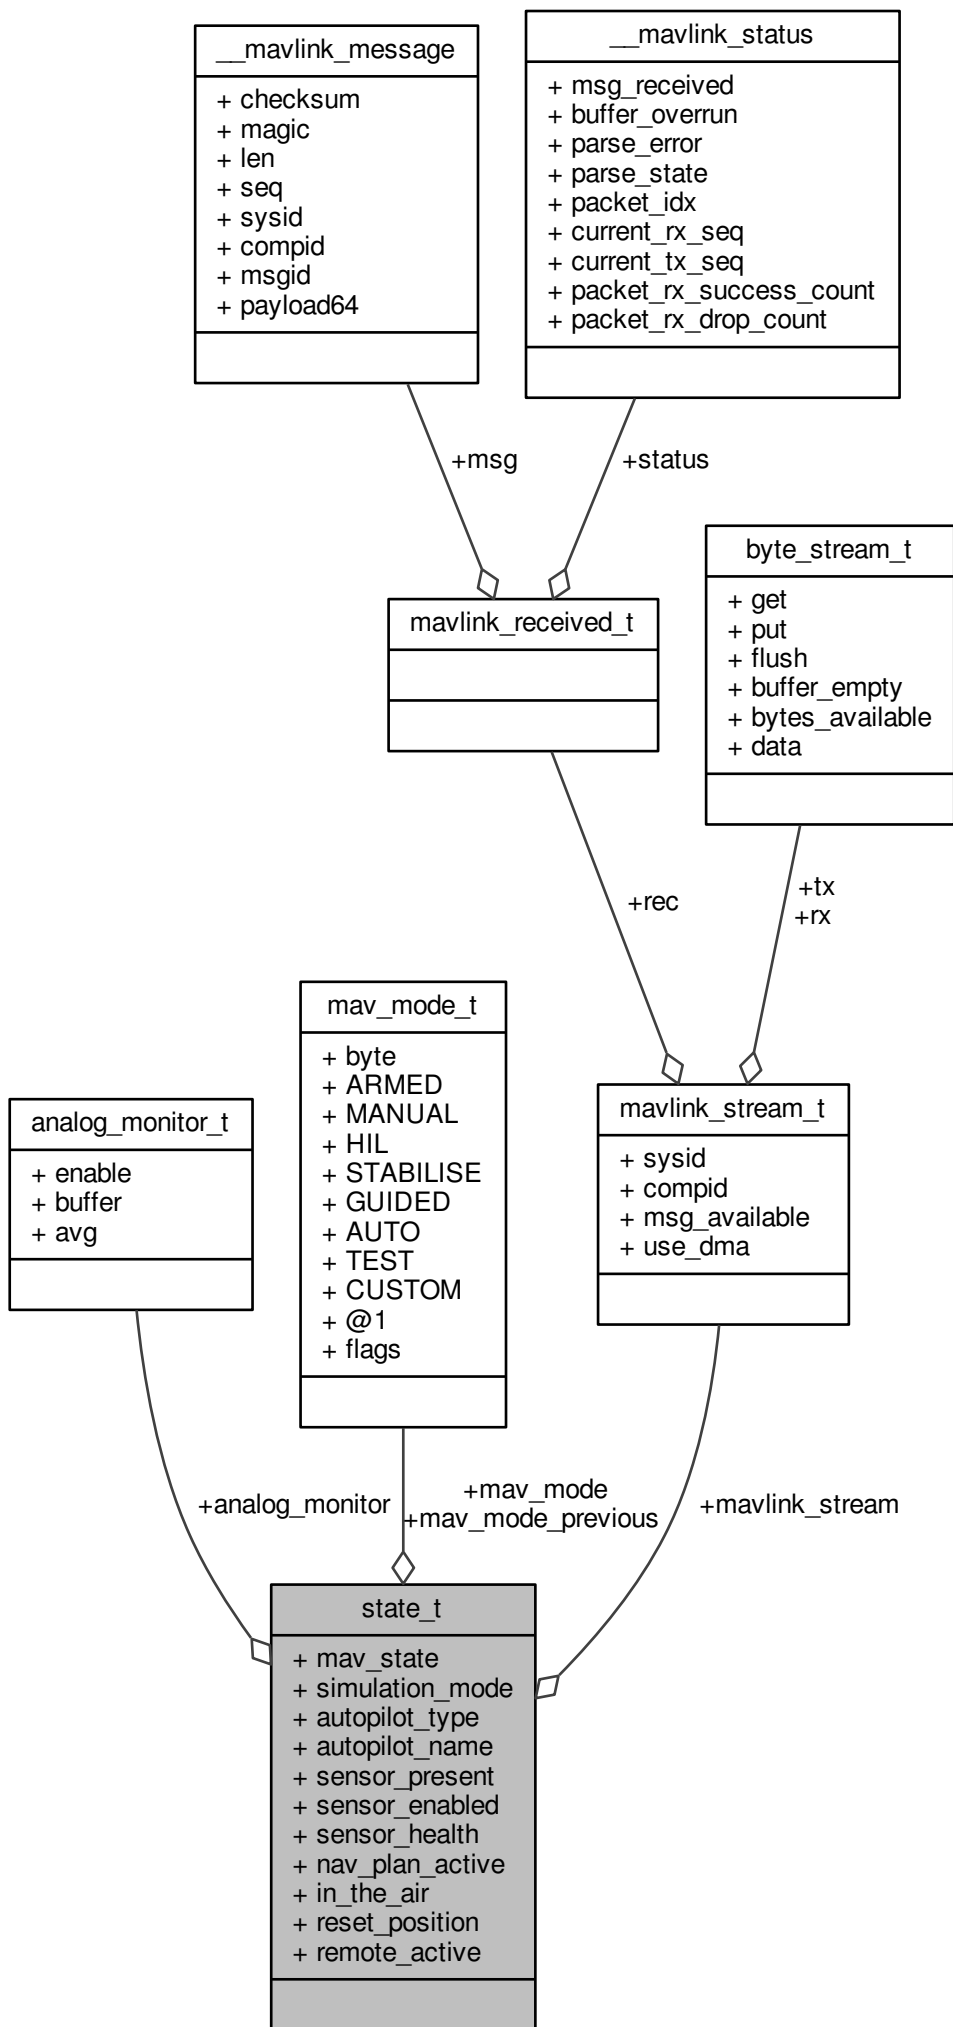 __mavlink_message
+ checksum
+ magic
+ len
+ seq
+ sysid
+ compid
+ msgid
+ payload64
__mavlink_status
+ msg_received
+ buffer_overrun
+ parse_error
+ parse_state
+ packet_idx
+ current_rx_seq
+ current_tx_seq
+ packet_rx_success_count
+ packet_rx_drop_count
+msg
+status
mavlink_received_t
byte_stream_t
+ get
+ put
+ flush
+ buffer_empty
+ bytes_available
+ data
+rec
+tx
+rx
analog_monitor_t
+ enable
+ buffer
+ avg
mav_mode_t
+ byte
+ ARMED
+ MANUAL
+ HIL
+ STABILISE
+ GUIDED
+ AUTO
+ TEST
+ CUSTOM
+ @1
+ flags
mavlink_stream_t
+ sysid
+ compid
+ msg_available
+ use_dma
+analog_monitor
+mav_mode
+mav_mode_previous
+mavlink_stream
state_t
+ mav_state
+ simulation_mode
+ autopilot_type
+ autopilot_name
+ sensor_present
+ sensor_enabled
+ sensor_health
+ nav_plan_active
+ in_the_air
+ reset_position
+ remote_active